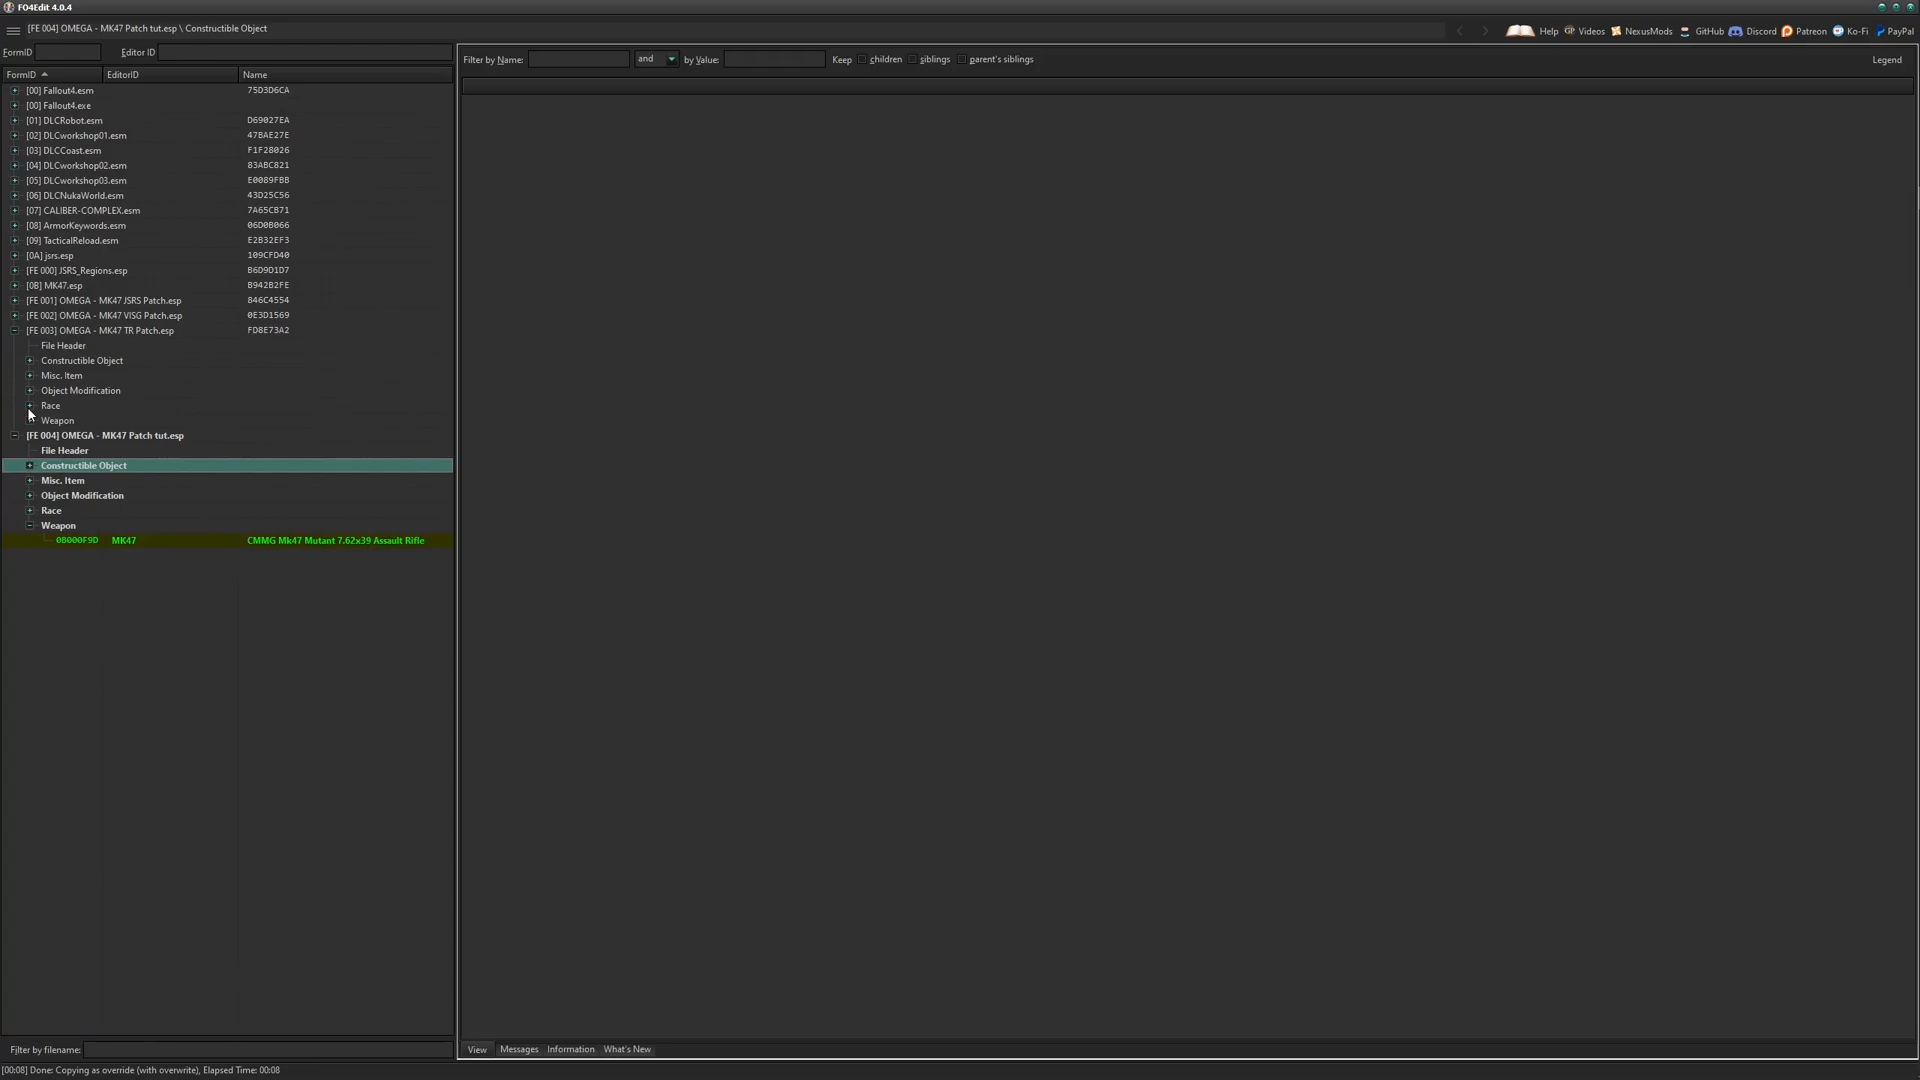 FO4Edit 4.0.4
[FE 004] OMEGA - MK47 Patch tut.esp \ Constructible Object
Help Videos NexusMods GitHub Discord Patreon Ko-Fi PayPal
FormID Editor ID
Filter by Name: and by Value: Keep children siblings parent's siblings Legend
FormID EditorID Name
[00] Fallout4.esm 75D3D6CA
[00] Fallout4.exe
[01] DLCRobot.esm D69027EA
[02] DLCworkshop01.esm 47BAE27E
[03] DLCCoast.esm F1F28026
[04] DLCworkshop02.esm 83ABC821
[05] DLCworkshop03.esm E0089FBB
[06] DLCNukaWorld.esm 43D25C56
[07] CALIBER-COMPLEX.esm 7A65CB71
[08] ArmorKeywords.esm 06D0B066
[09] TacticalReload.esm E2B32EF3
[0A] jsrs.esp 109CFD40
[FE 000] JSRS_Regions.esp B6D9D1D7
[0B] MK47.esp B942B2FE
[FE 001] OMEGA - MK47 JSRS Patch.esp 846C4554
[FE 002] OMEGA - MK47 VISG Patch.esp 0E3D1569
[FE 003] OMEGA - MK47 TR Patch.esp FD8E73A2
File Header
Constructible Object
Misc. Item
Object Modification
Race
Weapon
[FE 004] OMEGA - MK47 Patch tut.esp
File Header
Constructible Object
Misc. Item
Object Modification
Race
Weapon
0B000F9D MK47 CMMG Mk47 Mutant 7.62x39 Assault Rifle
Filter by filename:
View Messages Information What's New
[00:08] Done: Copying as override (with overwrite), Elapsed Time: 00:08